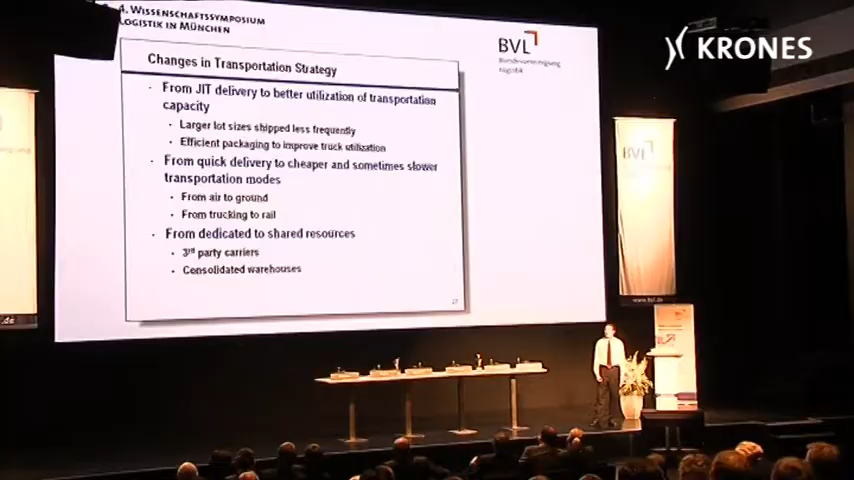 4. WISSENSCHAFTSSYMPOSIUM
LOGISTIK IN MÜNCHEN
BVL
Bundesvereinigung
Logistik
KRONES
Changes in Transportation Strategy
· From JIT delivery to better utilization of transportation
capacity
· Larger lot sizes shipped less frequently
· Efficient packaging to improve truck utilization
· From quick delivery to cheaper and sometimes slower
transportation modes
· From air to ground
· From trucking to rail
· From dedicated to shared resources
· 3rd party carriers
· Consolidated warehouses
BVL
www.bvl.de
.de